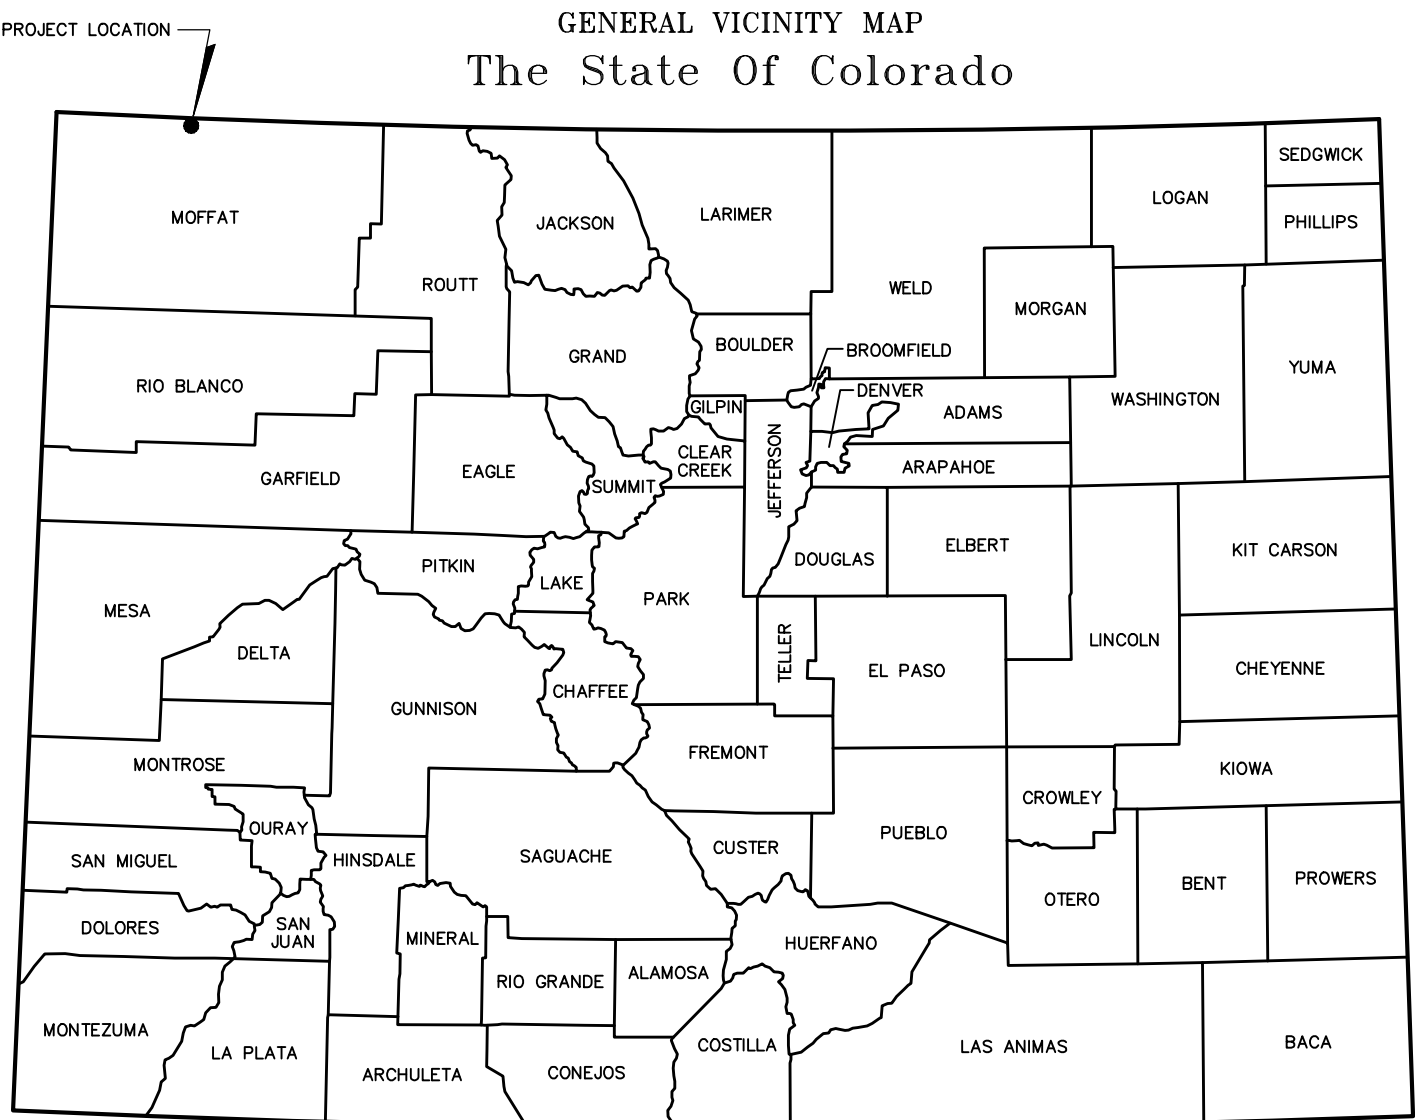 GENERAL VICINITY MAP
The State Of Colorado
PROJECT LOCATION
MOFFAT
ROUTT
JACKSON
LARIMER
WELD
LOGAN
SEDGWICK
PHILLIPS
MORGAN
WASHINGTON
YUMA
RIO BLANCO
GRAND
BOULDER
BROOMFIELD
DENVER
GILPIN
ADAMS
ARAPAHOE
CLEAR
CREEK
JEFFERSON
GARFIELD
EAGLE
SUMMIT
PITKIN
LAKE
PARK
DOUGLAS
ELBERT
KIT CARSON
MESA
DELTA
GUNNISON
CHAFFEE
TELLER
EL PASO
LINCOLN
CHEYENNE
MONTROSE
FREMONT
CROWLEY
KIOWA
OURAY
SAN MIGUEL
HINSDALE
SAGUACHE
CUSTER
PUEBLO
OTERO
BENT
PROWERS
DOLORES
SAN
JUAN
MINERAL
RIO GRANDE
ALAMOSA
HUERFANO
MONTEZUMA
LA PLATA
ARCHULETA
CONEJOS
COSTILLA
LAS ANIMAS
BACA